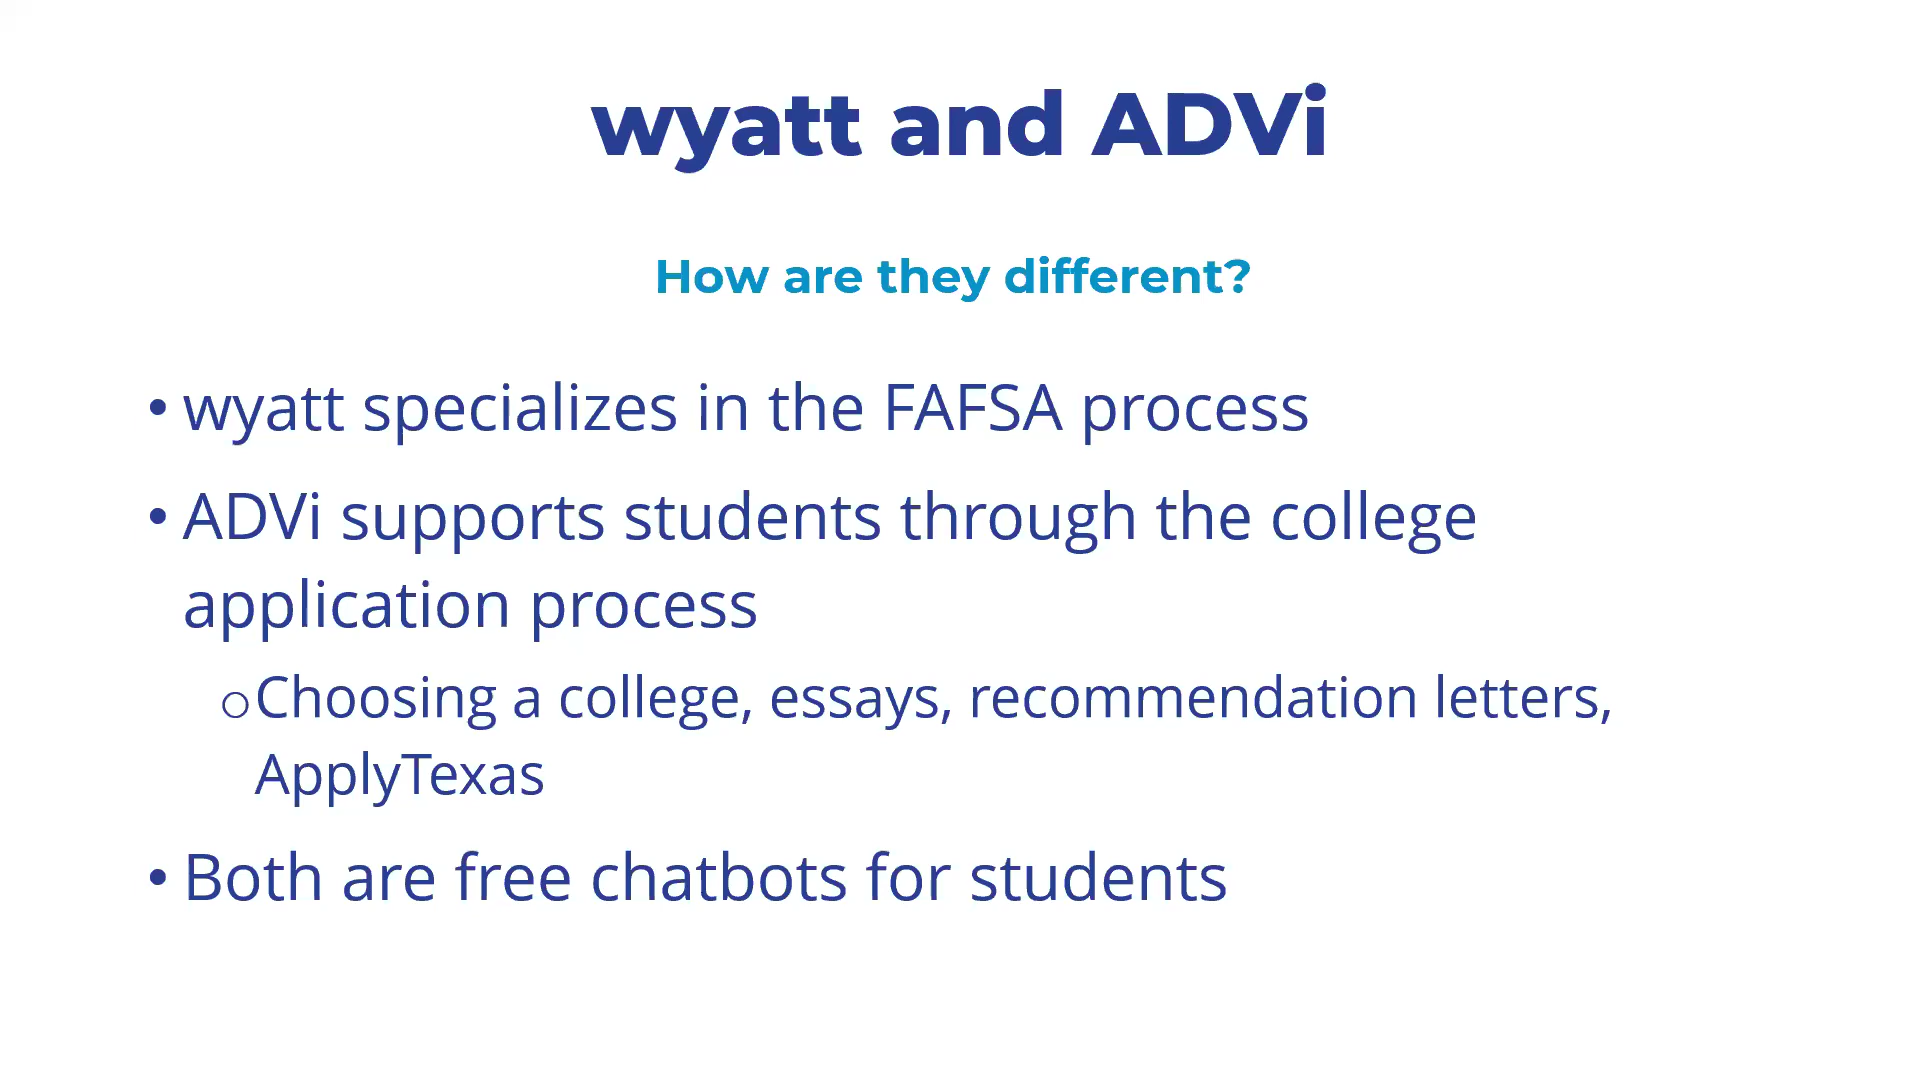 wyatt and ADVi
How are they different?
• wyatt specializes in the FAFSA process
• ADVi supports students through the college
application process
○Choosing a college, essays, recommendation letters,
ApplyTexas
• Both are free chatbots for students